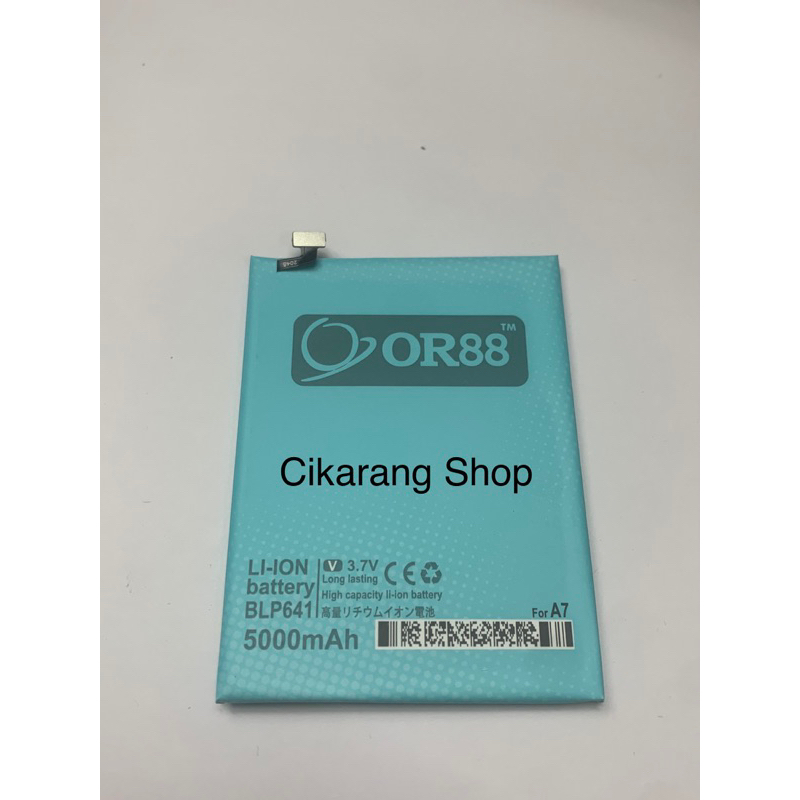 OR88™
Cikarang Shop
LI-ION
battery
BLP641
V 3.7V
Long lasting
High capacity li-ion battery
高量リチウムイオン電池
CE
For A7
5000mAh